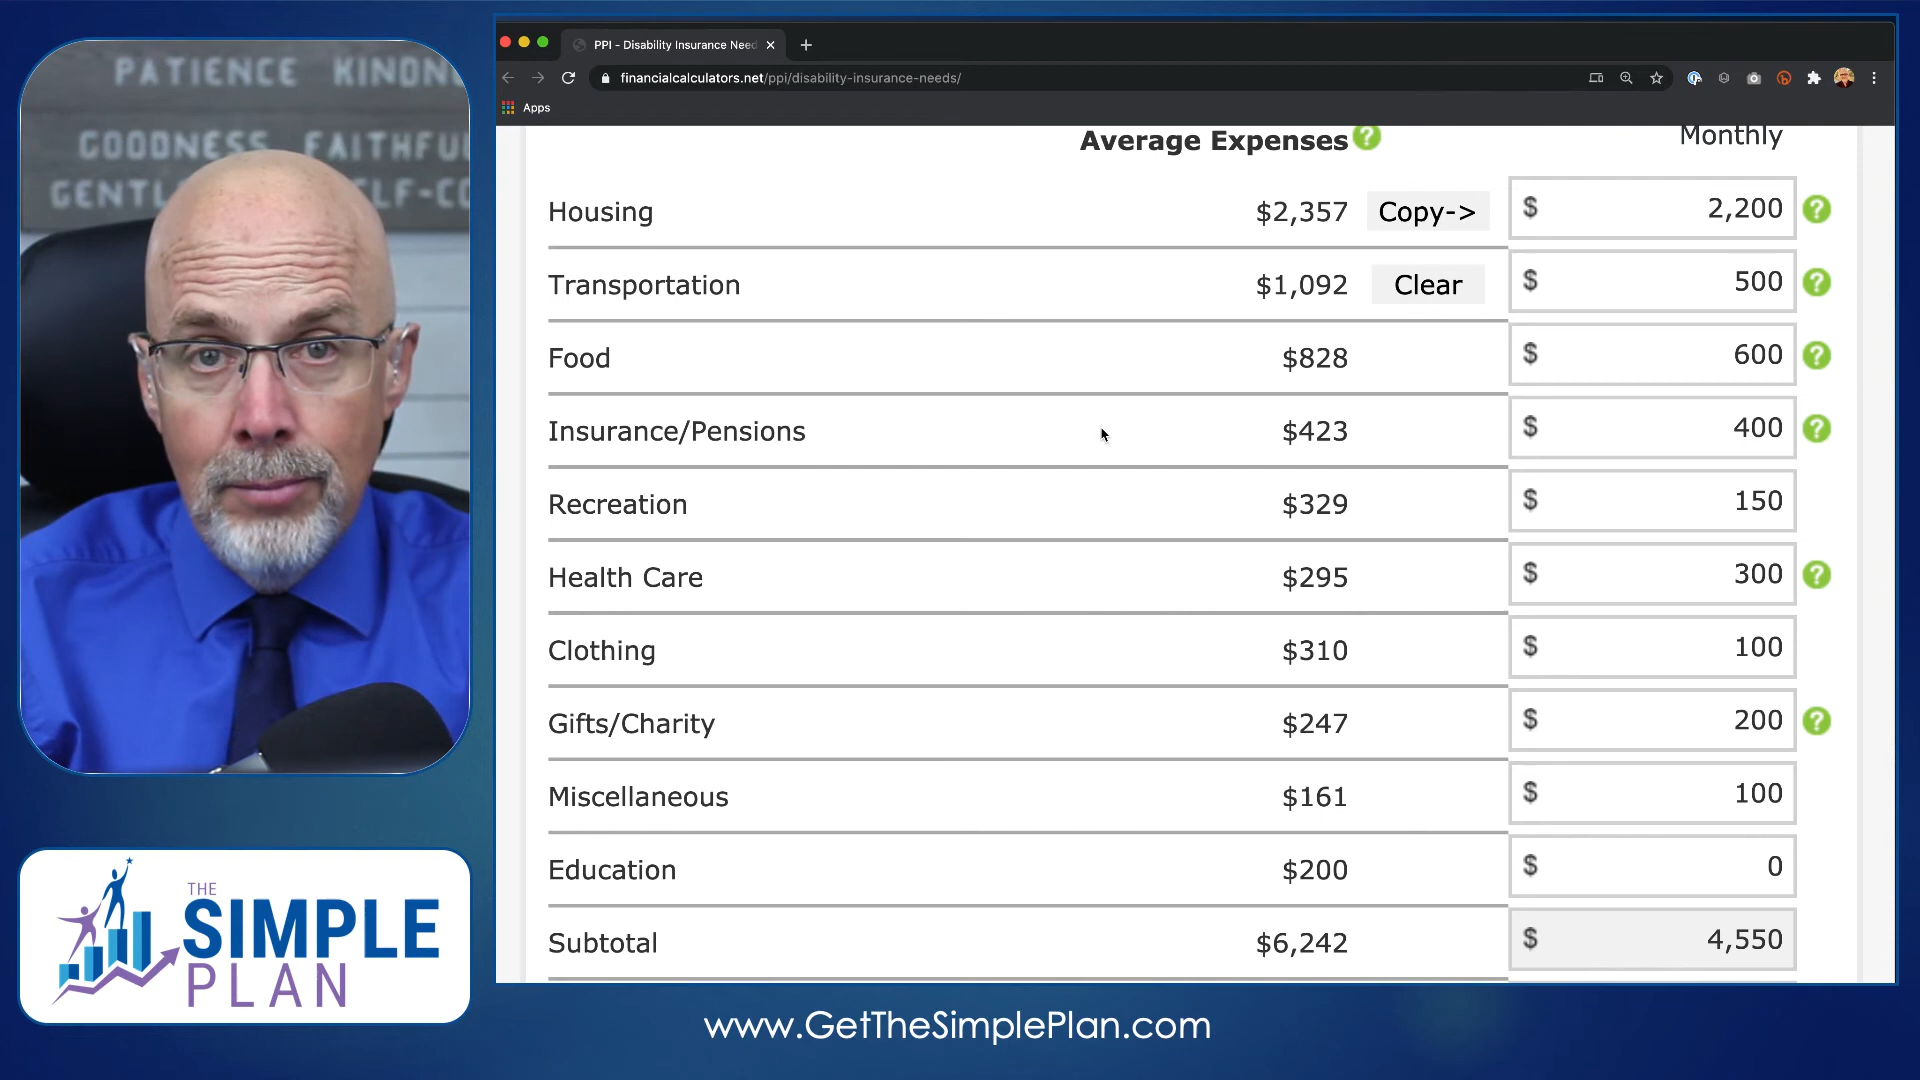 PATIENCE KINDN
GOODNESS FAITHFUL
GENTL ELF-CO
PPI - Disability Insurance Need
financialcalculators.net/ppi/disability-insurance-needs/
Apps
Average Expenses ? Monthly
Housing $2,357 Copy-> $ 2,200 ?
Transportation $1,092 Clear $ 500 ?
Food $828 $ 600 ?
Insurance/Pensions $423 $ 400 ?
Recreation $329 $ 150
Health Care $295 $ 300 ?
Clothing $310 $ 100
Gifts/Charity $247 $ 200 ?
Miscellaneous $161 $ 100
Education $200 $ 0
Subtotal $6,242 $ 4,550
THE
SIMPLE
PLAN
www.GetTheSimplePlan.com